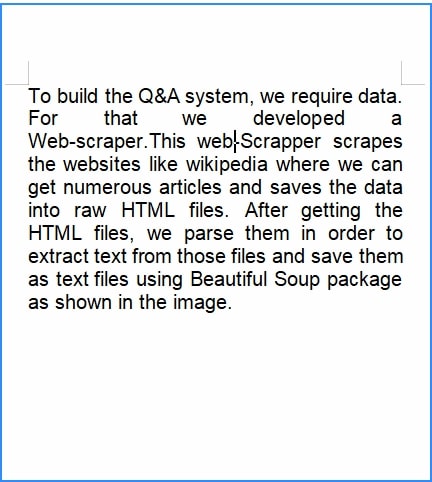 To build the Q&A system, we require data.
For that we developed a
Web-scraper.This web-Scrapper scrapes
the websites like wikipedia where we can
get numerous articles and saves the data
into raw HTML files. After getting the
HTML files, we parse them in order to
extract text from those files and save them
as text files using Beautiful Soup package
as shown in the image.